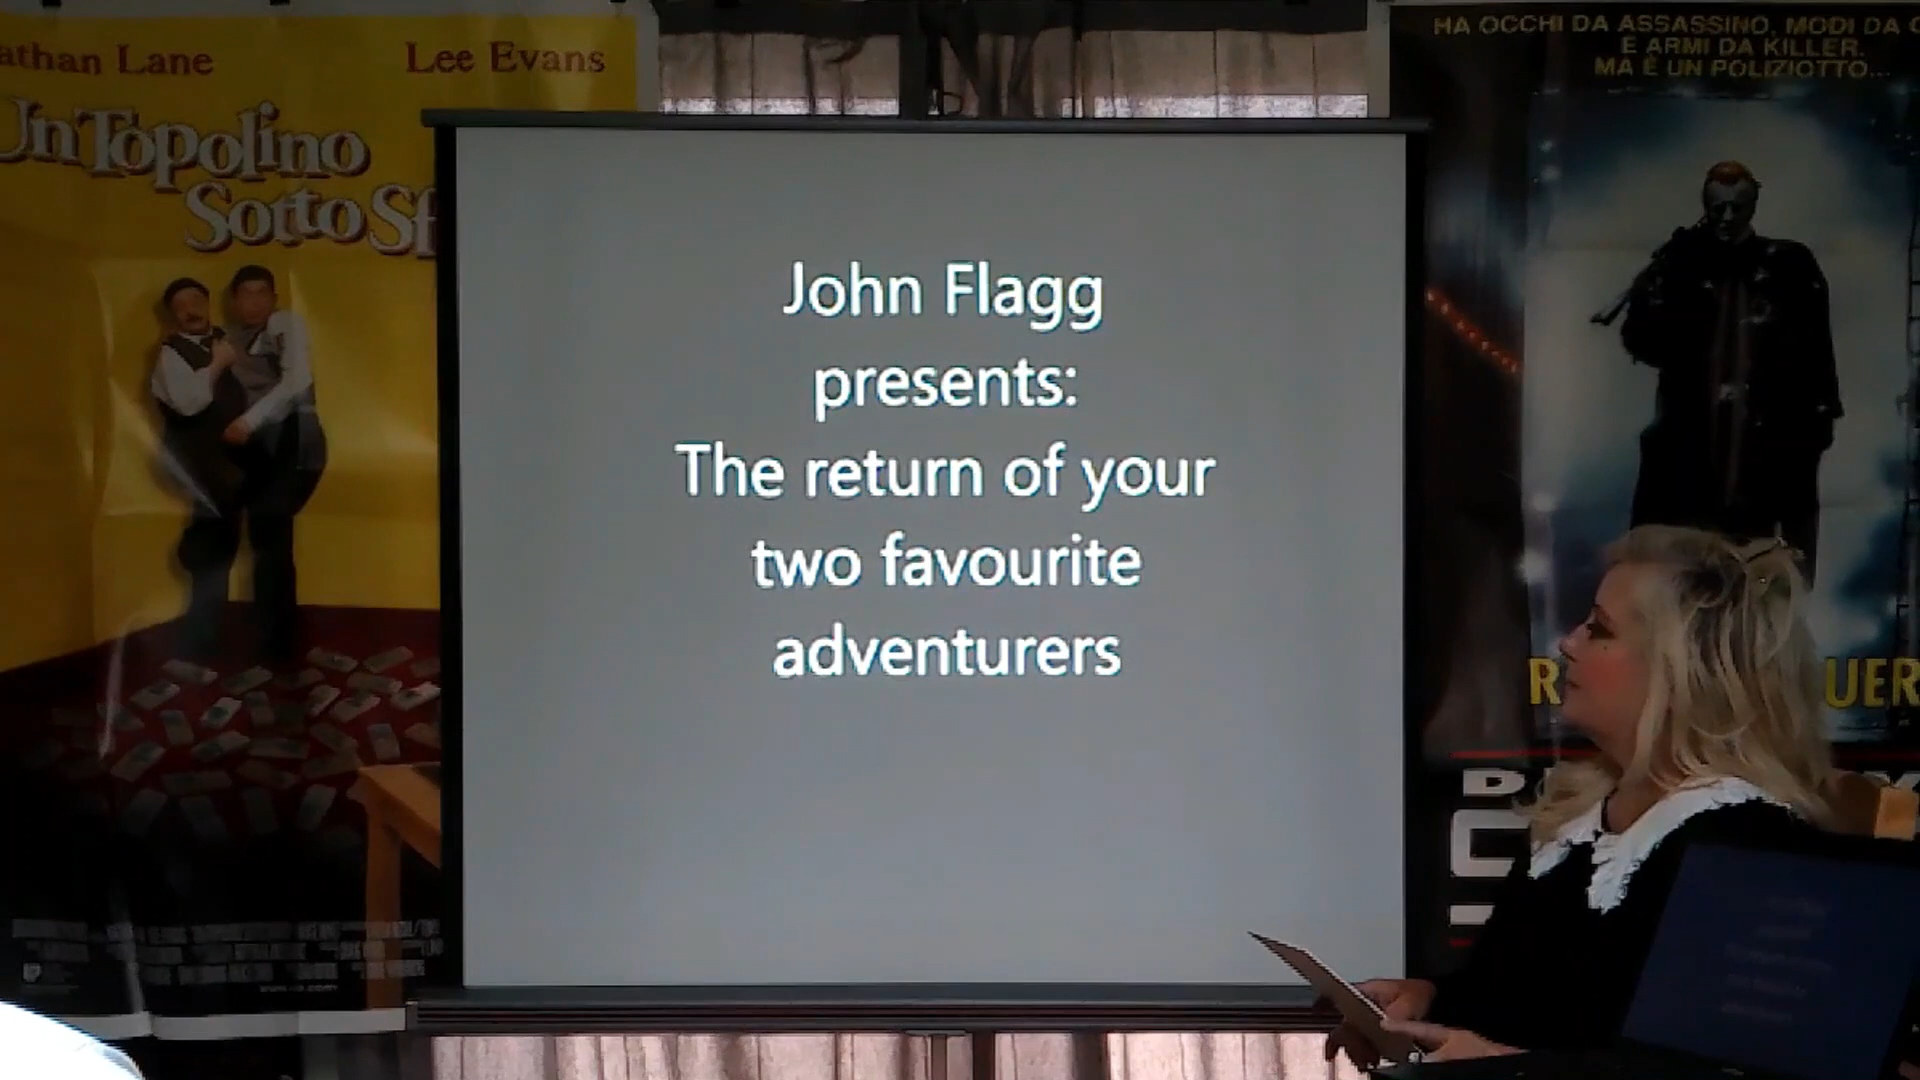 athan Lane
Lee Evans
Un Topolino
Sotto Sf
John Flagg
presents:
The return of your
two favourite
adventurers
HA OCCHI DA ASSASSINO, MODI DA C
E ARMI DA KILLER.
MA È UN POLIZIOTTO...
R
UER